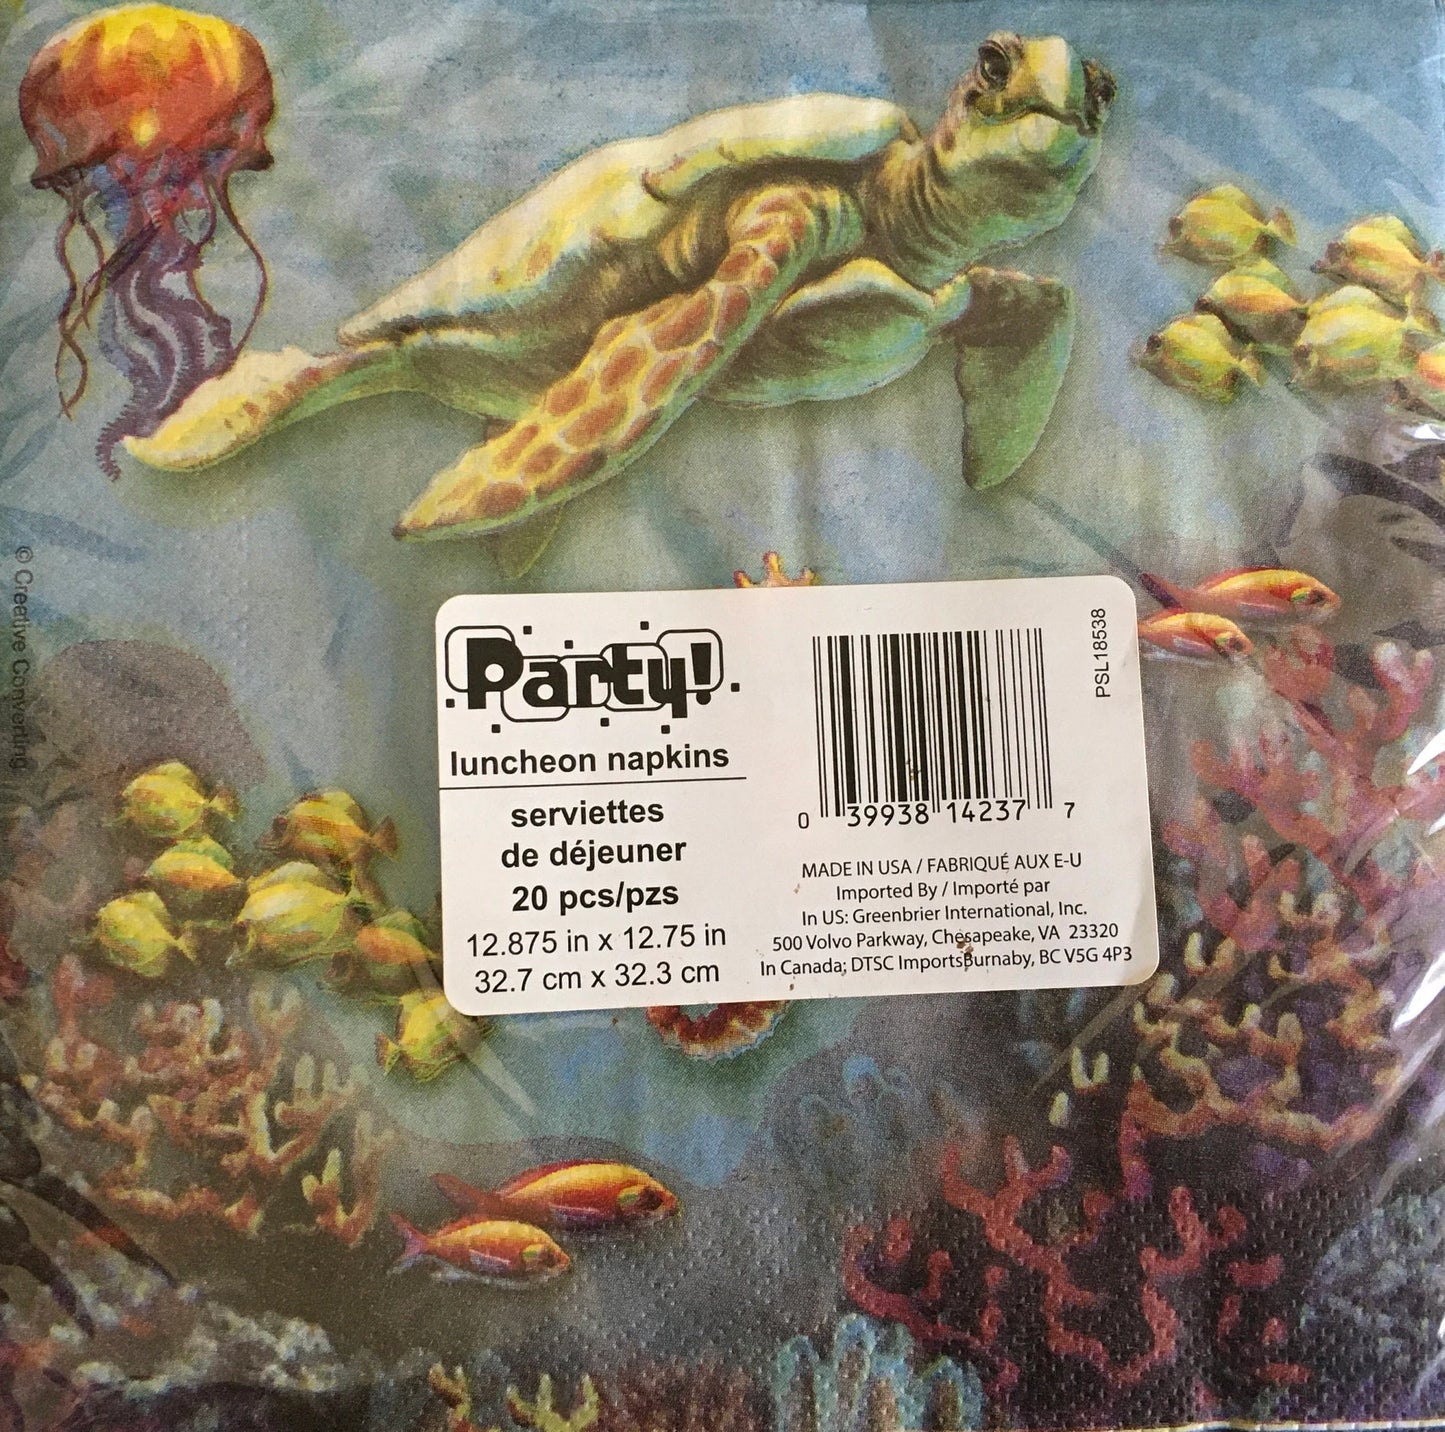 © Creative Converting
Party!
luncheon napkins
serviettes
de déjeuner
20 pcs/pzs
12.875 in x 12.75 in
32.7 cm x 32.3 cm
PSL18538
0 39938 14237 7
MADE IN USA / FABRIQUÉ AUX E-U
Imported By / Importé par
In US: Greenbrier International, Inc.
500 Volvo Parkway, Chesapeake, VA 23320
In Canada; DTSC ImportsBurnaby, BC V5G 4P3